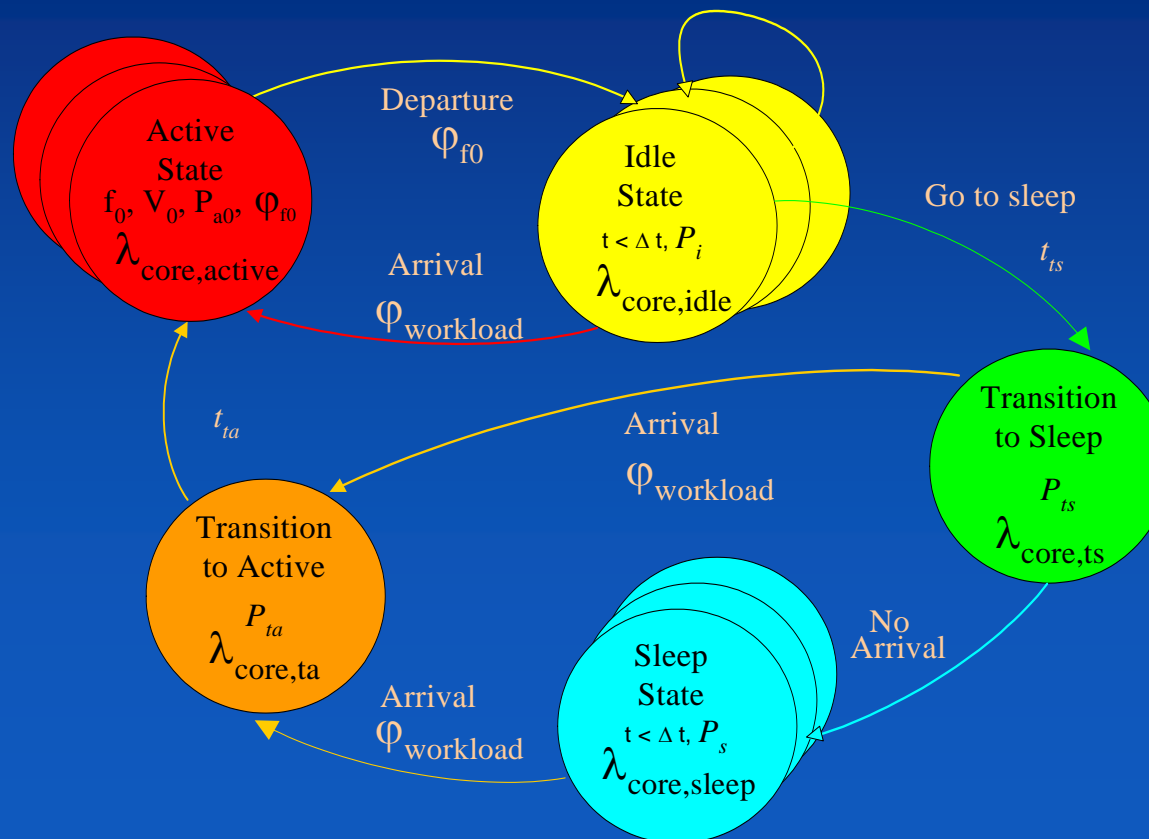 Active
State
f0, V0, Pa0, φf0
λcore,active
Departure
φf0
Idle
State
t < Δ t, Pi
λcore,idle
Go to sleep
tts
Arrival
φworkload
Transition
to Sleep
Pts
λcore,ts
Arrival
φworkload
tta
Transition
to Active
Pta
λcore,ta
No
Arrival
Sleep
State
t < Δ t, Ps
λcore,sleep
Arrival
φworkload